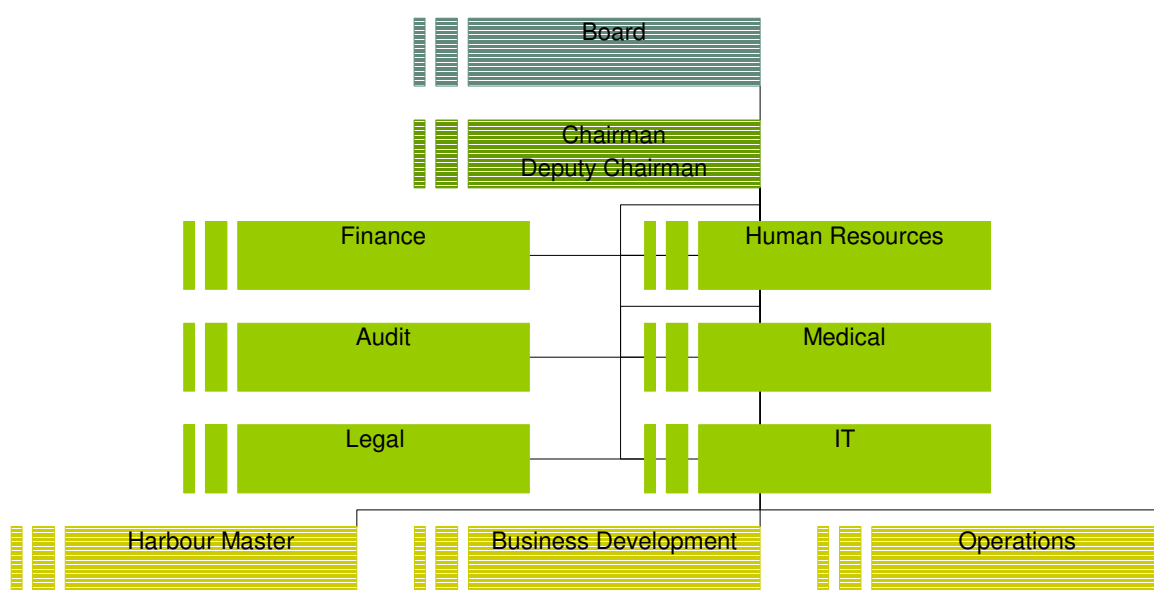 Board
Chairman
Deputy Chairman
Finance
Human Resources
Audit
Medical
Legal
IT
Harbour Master
Business Development
Operations